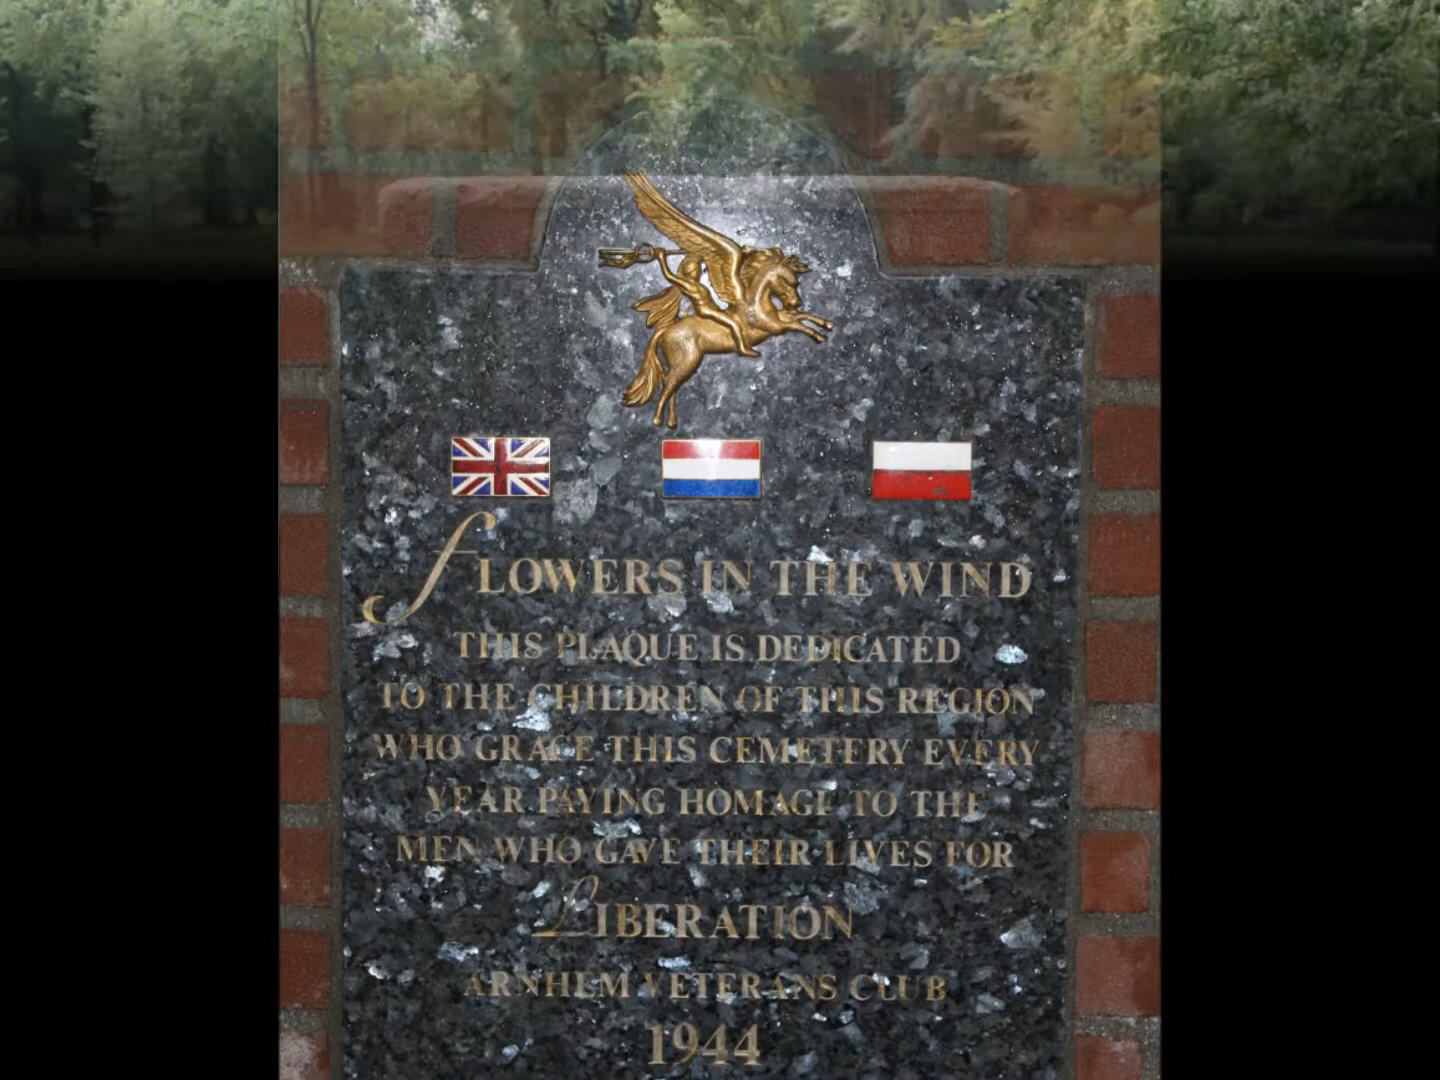 FLOWERS IN THE WIND
THIS PLAQUE IS DEDICATED
TO THE CHILDREN OF THIS REGION
WHO GRACE THIS CEMETERY EVERY
YEAR PAYING HOMAGE TO THE
MEN WHO GAVE THEIR LIVES FOR
LIBERATION
ARNHEM VETERANS CLUB
1944